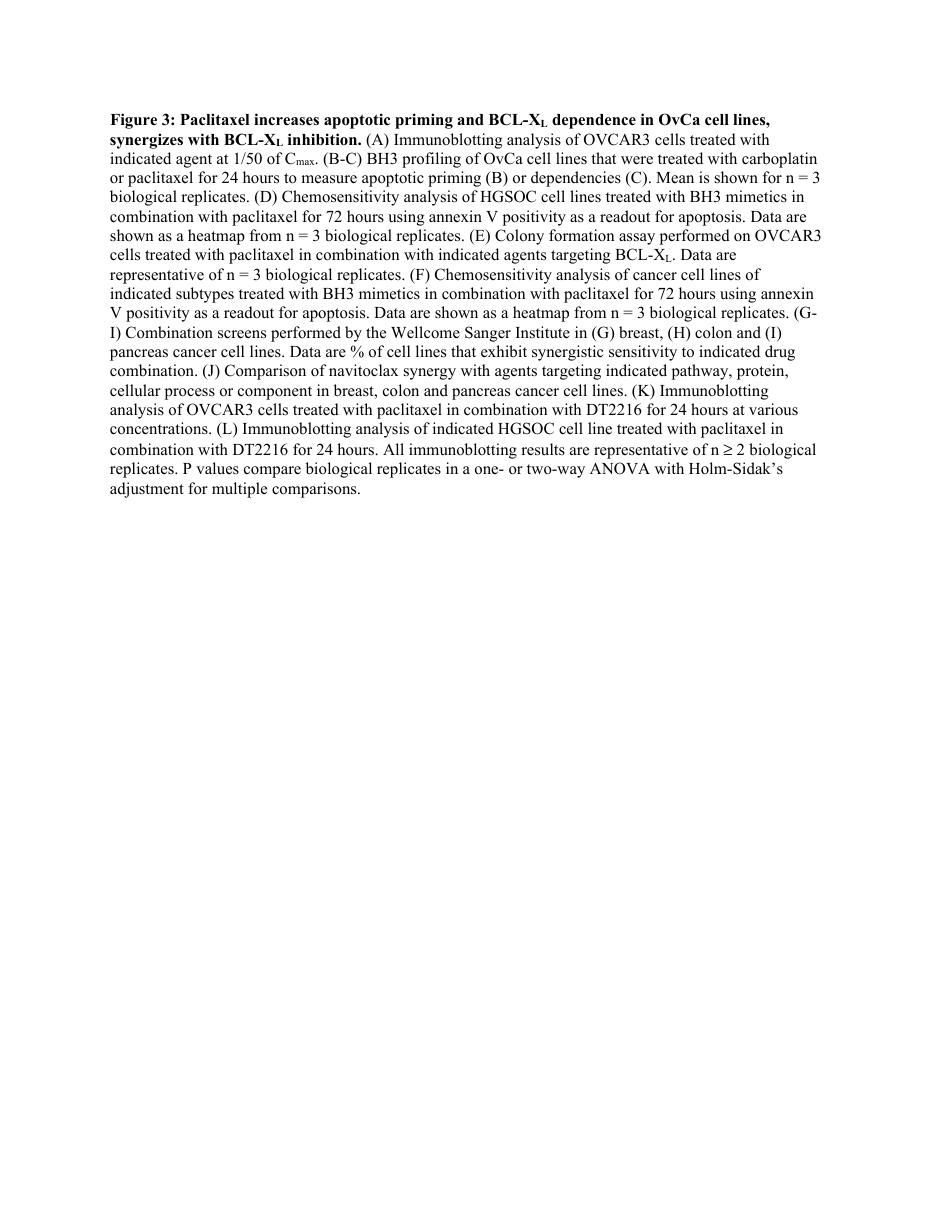 Figure 3: Paclitaxel increases apoptotic priming and BCL-XL dependence in OvCa cell lines,
synergizes with BCL-XL inhibition. (A) Immunoblotting analysis of OVCAR3 cells treated with
indicated agent at 1/50 of Cmax. (B-C) BH3 profiling of OvCa cell lines that were treated with carboplatin
or paclitaxel for 24 hours to measure apoptotic priming (B) or dependencies (C). Mean is shown for n = 3
biological replicates. (D) Chemosensitivity analysis of HGSOC cell lines treated with BH3 mimetics in
combination with paclitaxel for 72 hours using annexin V positivity as a readout for apoptosis. Data are
shown as a heatmap from n = 3 biological replicates. (E) Colony formation assay performed on OVCAR3
cells treated with paclitaxel in combination with indicated agents targeting BCL-XL. Data are
representative of n = 3 biological replicates. (F) Chemosensitivity analysis of cancer cell lines of
indicated subtypes treated with BH3 mimetics in combination with paclitaxel for 72 hours using annexin
V positivity as a readout for apoptosis. Data are shown as a heatmap from n = 3 biological replicates. (G-
I) Combination screens performed by the Wellcome Sanger Institute in (G) breast, (H) colon and (I)
pancreas cancer cell lines. Data are % of cell lines that exhibit synergistic sensitivity to indicated drug
combination. (J) Comparison of navitoclax synergy with agents targeting indicated pathway, protein,
cellular process or component in breast, colon and pancreas cancer cell lines. (K) Immunoblotting
analysis of OVCAR3 cells treated with paclitaxel in combination with DT2216 for 24 hours at various
concentrations. (L) Immunoblotting analysis of indicated HGSOC cell line treated with paclitaxel in
combination with DT2216 for 24 hours. All immunoblotting results are representative of n ≥ 2 biological
replicates. P values compare biological replicates in a one- or two-way ANOVA with Holm-Sidak’s
adjustment for multiple comparisons.